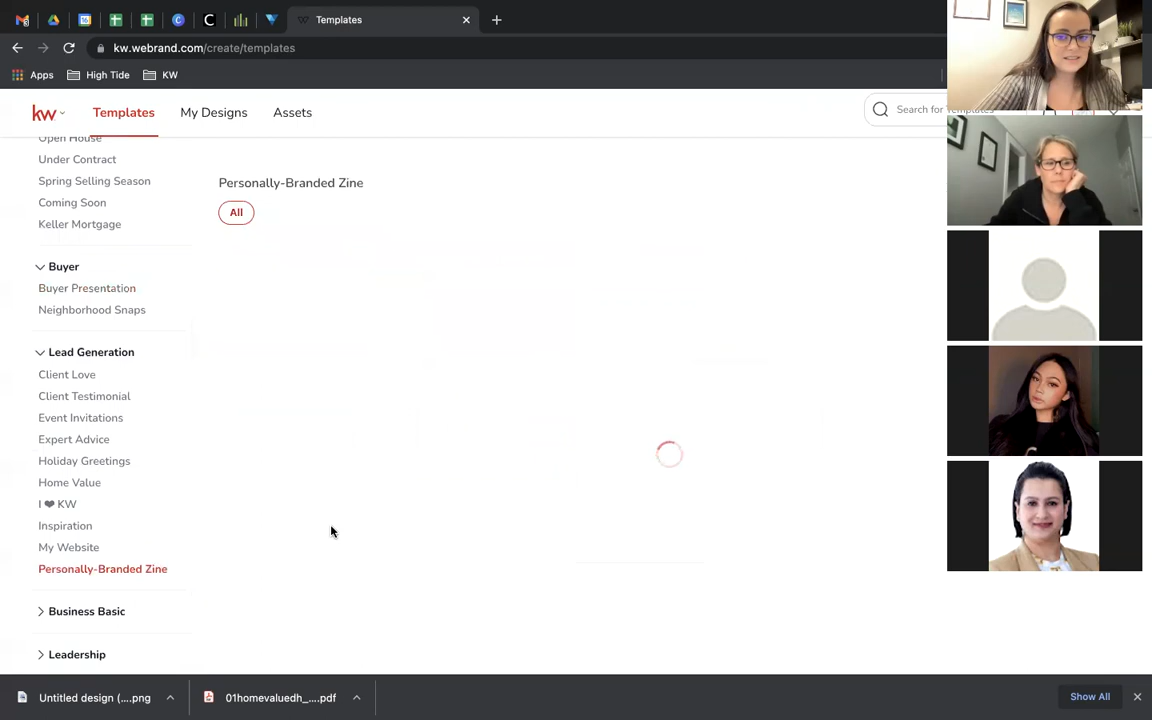 Templates
kw.webrand.com/create/templates
Apps
High Tide
KW
kw
Templates
My Designs
Assets
Search for Templates
Open House
Under Contract
Spring Selling Season
Coming Soon
Keller Mortgage
Buyer
Buyer Presentation
Neighborhood Snaps
Lead Generation
Client Love
Client Testimonial
Event Invitations
Expert Advice
Holiday Greetings
Home Value
I ❤ KW
Inspiration
My Website
Personally-Branded Zine
Business Basic
Leadership
Personally-Branded Zine
All
Untitled design (....png
01homevaluedh_....pdf
Show All